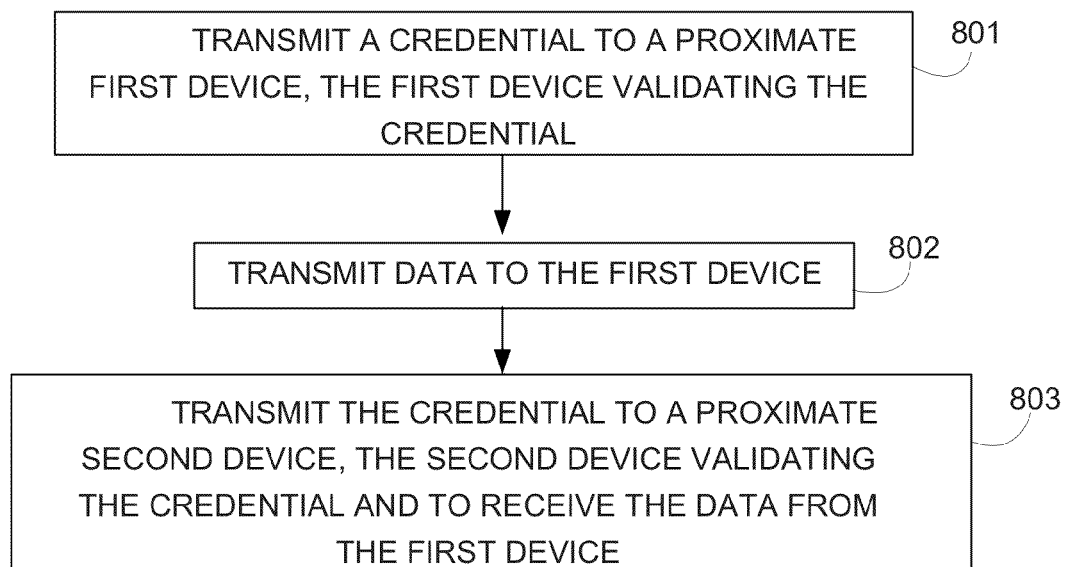 TRANSMIT A CREDENTIAL TO A PROXIMATE
FIRST DEVICE, THE FIRST DEVICE VALIDATING THE
CREDENTIAL
801
TRANSMIT DATA TO THE FIRST DEVICE
802
TRANSMIT THE CREDENTIAL TO A PROXIMATE
SECOND DEVICE, THE SECOND DEVICE VALIDATING
THE CREDENTIAL AND TO RECEIVE THE DATA FROM
THE FIRST DEVICE
803